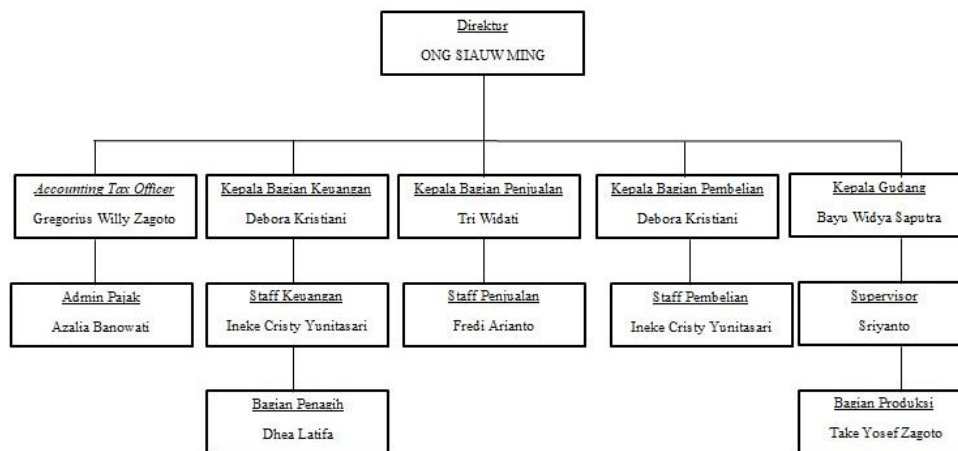 Direktur
ONG SIAUW MING
Accounting Tax Officer
Gregorius Willy Zagoto
Kepala Bagian Keuangan
Debora Kristiani
Kepala Bagian Penjualan
Tri Widati
Kepala Bagian Pembelian
Debora Kristiani
Kepala Gudang
Bayu Widya Saputra
Admin Pajak
Azalia Banowati
Staff Keuangan
Ineke Cristy Yunitasari
Staff Penjualan
Fredi Arianto
Staff Pembelian
Ineke Cristy Yunitasari
Supervisor
Sriyanto
Bagian Penagih
Dhea Latifa
Bagian Produksi
Take Yosef Zagoto